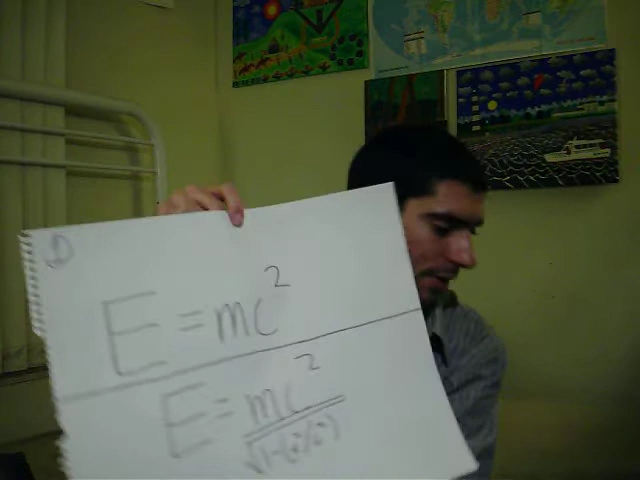 D
E = mc²
E = mc²
√1-(v²/c²)